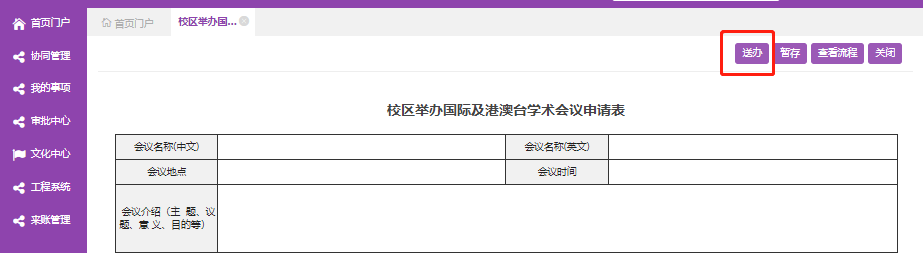 首页门户
协同管理
我的事项
审批中心
文化中心
工程系统
来账管理
首页门户
校区举办国...
送办
暂存
查看流程
关闭
校区举办国际及港澳台学术会议申请表
会议名称(中文)
会议名称(英文)
会议地点
会议时间
会议介绍（主 题、议
题、意 义、目的等）